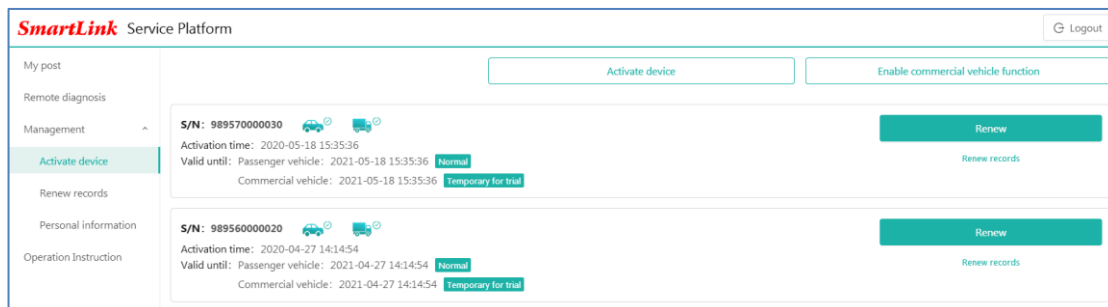 SmartLink Service Platform
Logout
My post
Remote diagnosis
Management
Activate device
Renew records
Personal information
Operation Instruction
Activate device
Enable commercial vehicle function
S/N: 989570000030
Activation time: 2020-05-18 15:35:36
Valid until: Passenger vehicle: 2021-05-18 15:35:36 Normal
Commercial vehicle: 2021-05-18 15:35:36 Temporary for trial
Renew
Renew records
S/N: 989560000020
Activation time: 2020-04-27 14:14:54
Valid until: Passenger vehicle: 2021-04-27 14:14:54 Normal
Commercial vehicle: 2021-04-27 14:14:54 Temporary for trial
Renew
Renew records